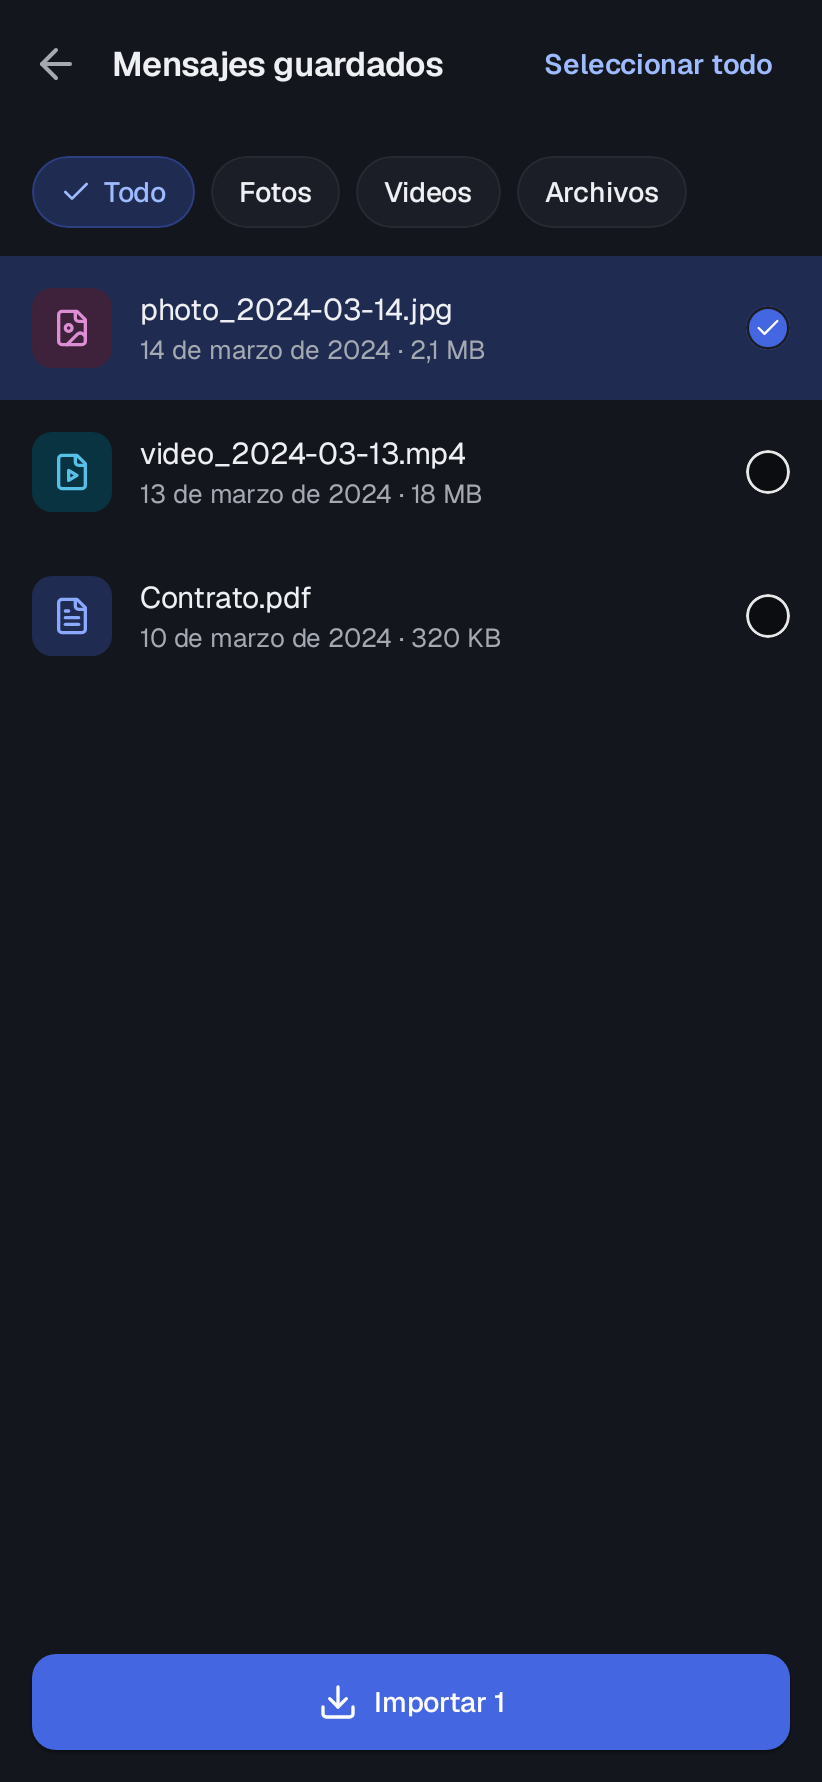 Mensajes guardados
Seleccionar todo
Todo
Fotos
Videos
Archivos
photo_2024-03-14.jpg
14 de marzo de 2024 · 2,1 MB
video_2024-03-13.mp4
13 de marzo de 2024 · 18 MB
Contrato.pdf
10 de marzo de 2024 · 320 KB
Importar 1